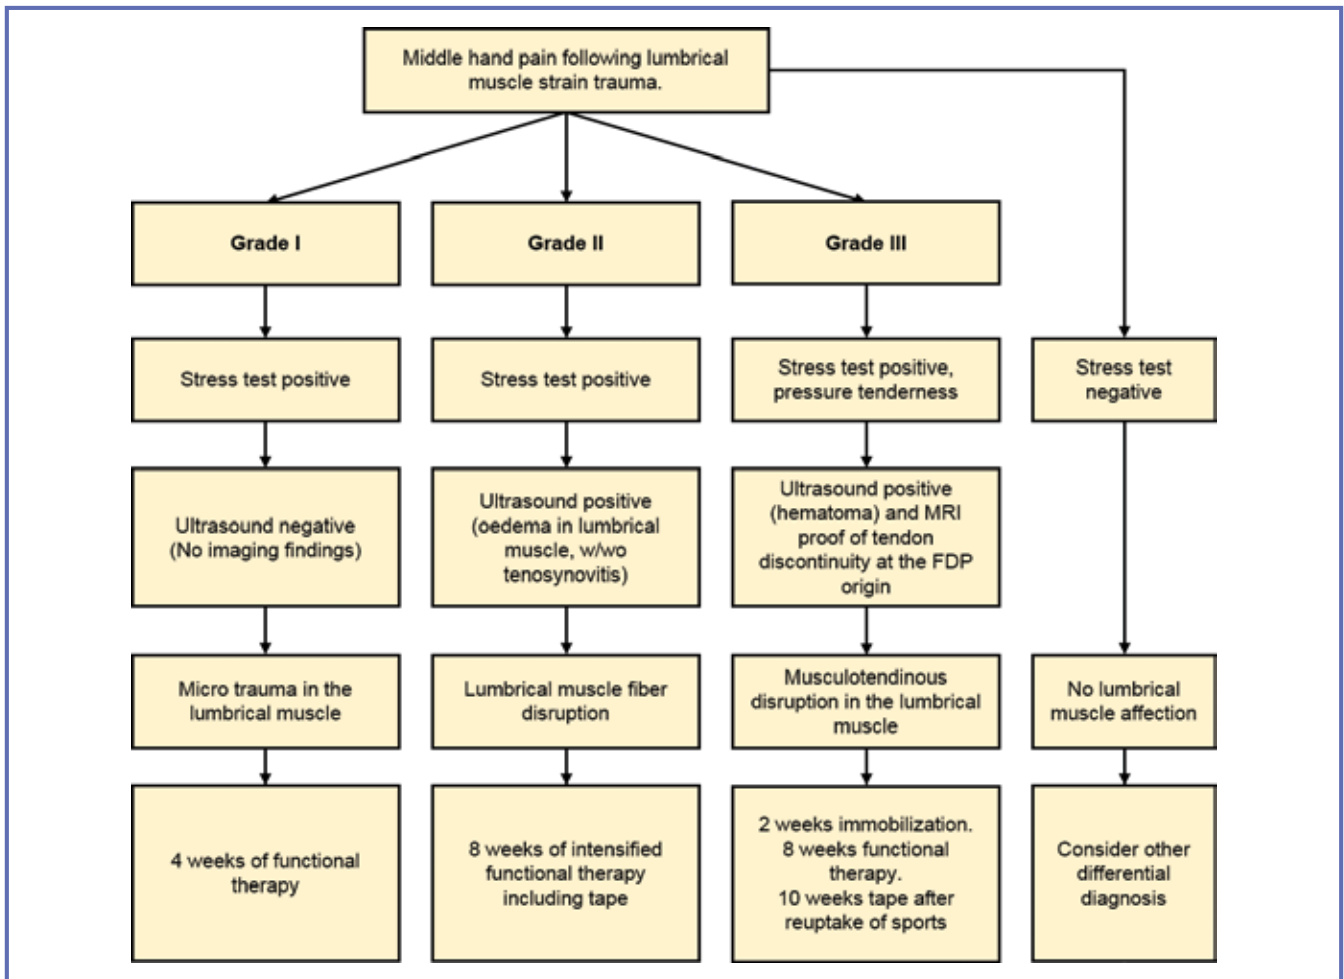 Middle hand pain following lumbrical
muscle strain trauma.
Grade I
Grade II
Grade III
Stress test positive
Stress test positive
Stress test positive,
pressure tenderness
Stress test
negative
Ultrasound negative
(No imaging findings)
Ultrasound positive
(oedema in lumbrical
muscle, w/wo
tenosynovitis)
Ultrasound positive
(hematoma) and MRI
proof of tendon
discontinuity at the FDP
origin
Micro trauma in the
lumbrical muscle
Lumbrical muscle fiber
disruption
Musculotendinous
disruption in the lumbrical
muscle
No lumbrical
muscle affection
4 weeks of functional
therapy
8 weeks of intensified
functional therapy
including tape
2 weeks immobilization.
8 weeks functional
therapy.
10 weeks tape after
reuptake of sports
Consider other
differential
diagnosis